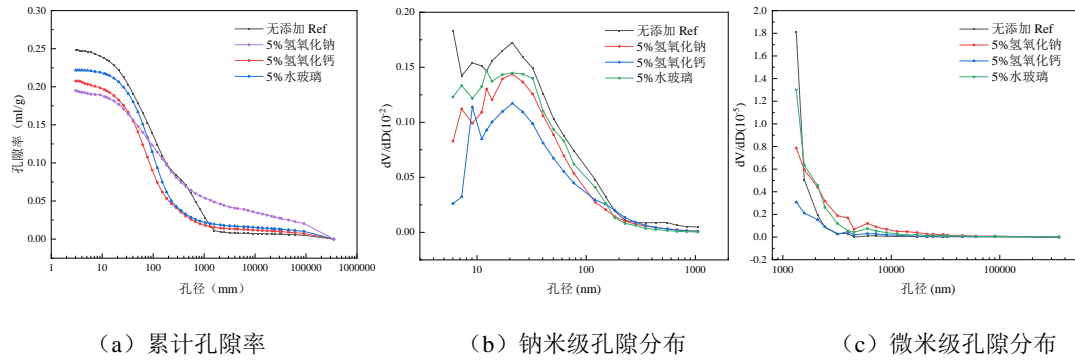 0.30
0.25
0.20
0.15
0.10
0.05
0.00
孔隙率(ml/g)
无添加 Ref
5%氢氧化钠
5%氢氧化钙
5%水玻璃
1 10 100 1000 10000 100000 1000000
孔径（mm）
0.20
0.15
0.10
0.05
0.00
dV/dD/(10⁻²)
无添加 Ref
5%氢氧化钠
5%氢氧化钙
5%水玻璃
10 100 1000
孔径 (nm)
2.0
1.8
1.6
1.4
1.2
1.0
0.8
0.6
0.4
0.2
0.0
-0.2
dV/dD/(10⁻⁵)
无添加 Ref
5%氢氧化钠
5%氢氧化钙
5%水玻璃
1000 10000 100000
孔径 (nm)
（a）累计孔隙率 （b）钠米级孔隙分布 （c）微米级孔隙分布